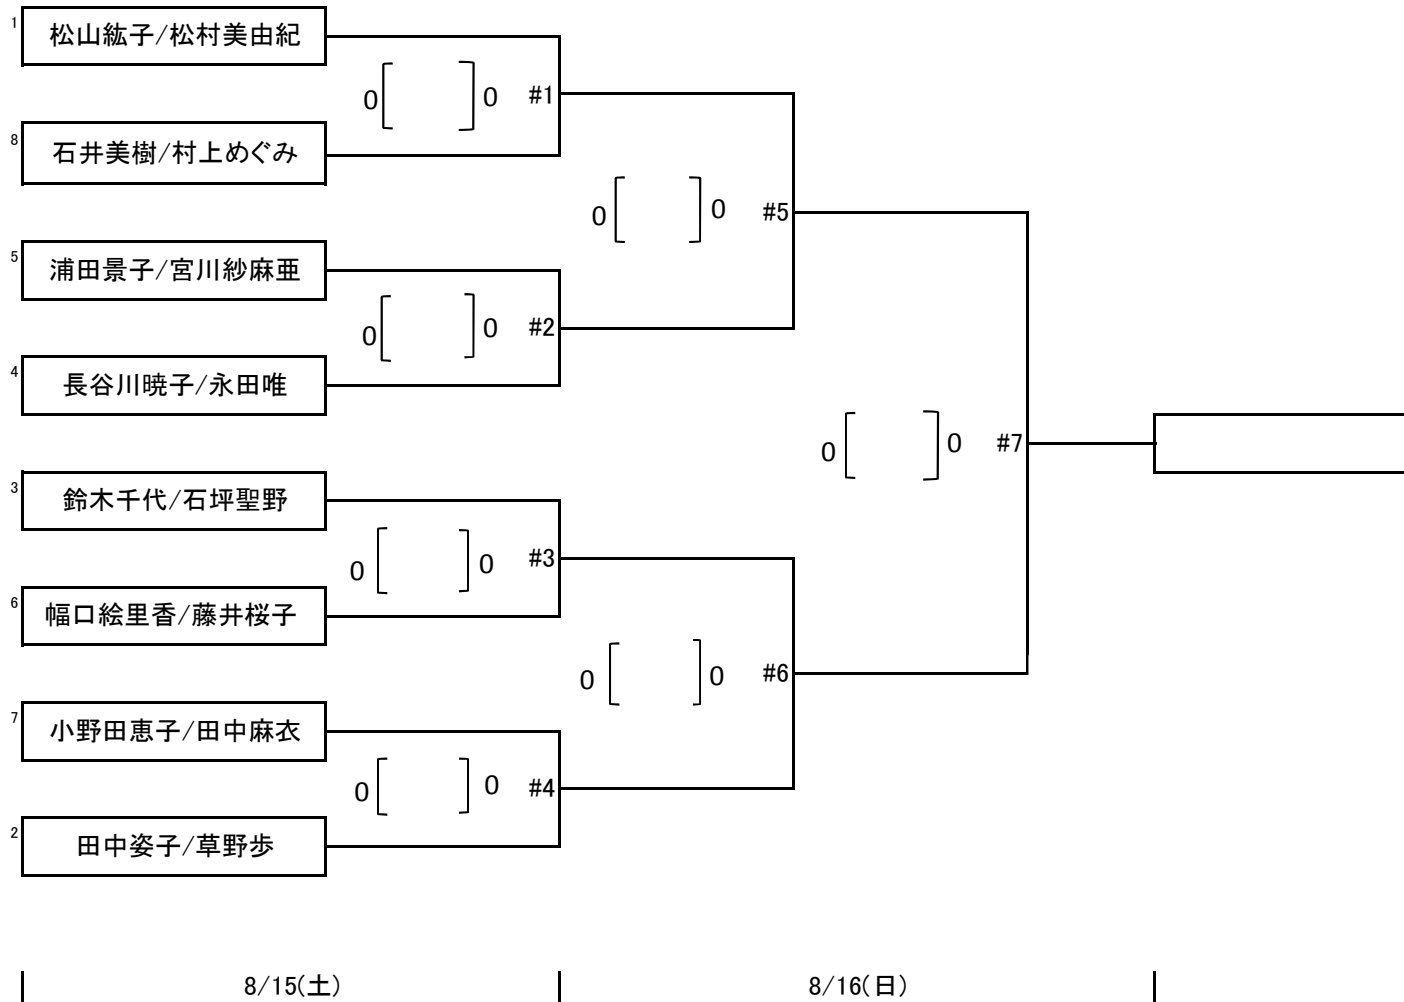 1 松山紘子/松村美由紀
0 [ ] 0 #1
8 石井美樹/村上めぐみ
0 [ ] 0 #5
5 浦田景子/宮川紗麻亜
0 [ ] 0 #2
4 長谷川暁子/永田唯
0 [ ] 0 #7
3 鈴木千代/石坪聖野
0 [ ] 0 #3
6 幅口絵里香/藤井桜子
0 [ ] 0 #6
7 小野田恵子/田中麻衣
0 [ ] 0 #4
2 田中姿子/草野歩
8/15(土) 8/16(日)